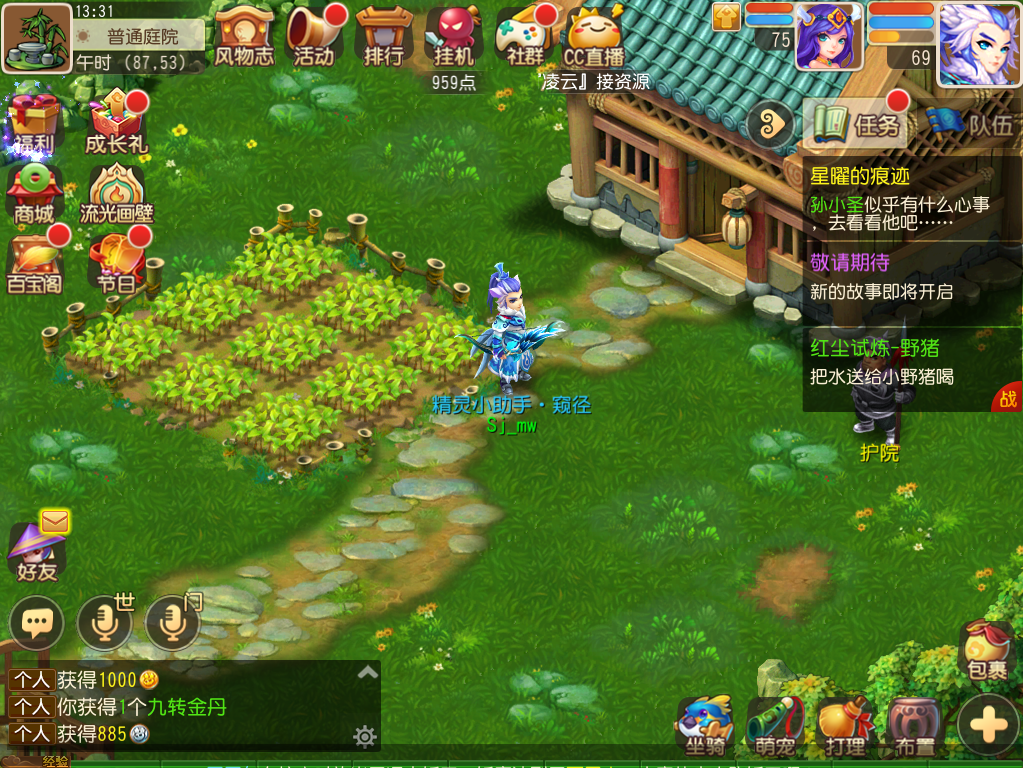 13:31
普通庭院
午时 (87,53)
风物志
活动
排行
挂机
社群
CC直播
959点
凌云』接资源
75
69
福利
成长礼
商城
流光画壁
百宝阁
节日
任务
队伍
星曜的痕迹
孙小圣似乎有什么心事
，去看看他吧……
敬请期待
新的故事即将开启
红尘试炼-野猪
把水送给小野猪喝
战
精灵小助手·窥径
Sj_mw
护院
好友
世
门
个人 获得1000
个人 你获得1个九转金丹
个人 获得885
包裹
坐骑
萌宠
打理
布置
经验